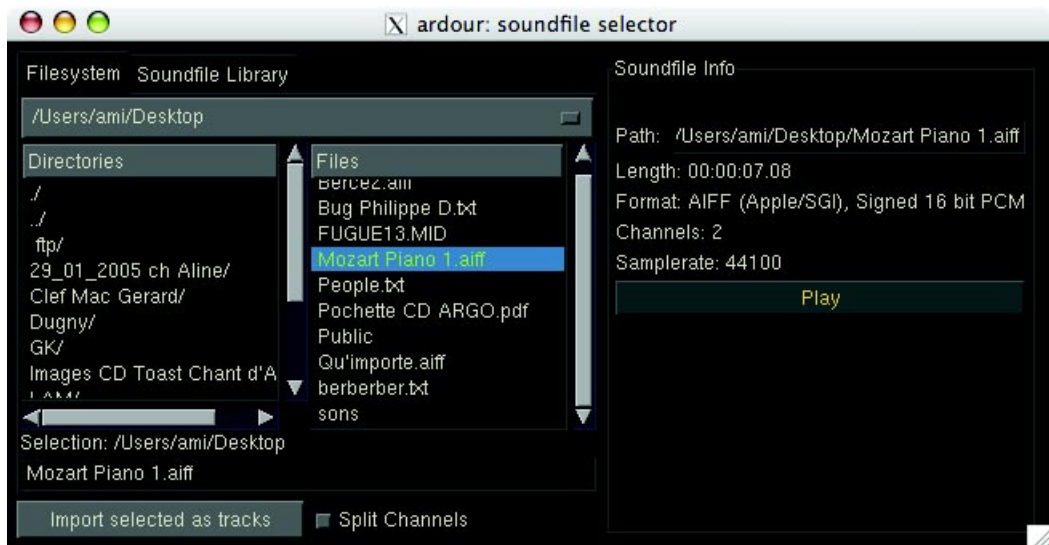 X ardour: soundfile selector
Filesystem Soundfile Library
/Users/ami/Desktop
Directories
./
../
ftp/
29_01_2005 ch Aline/
Clef Mac Gerard/
Dugny/
GK/
Images CD Toast Chant d'A
Files
Bug Philippe D.txt
FUGUE13.MID
Mozart Piano 1.aiff
People.txt
Pochette CD ARGO.pdf
Public
Qu'importe.aiff
berberber.txt
sons
Selection: /Users/ami/Desktop
Mozart Piano 1.aiff
Import selected as tracks
Split Channels
Soundfile Info
Path: /Users/ami/Desktop/Mozart Piano 1.aiff
Length: 00:00:07.08
Format: AIFF (Apple/SGI), Signed 16 bit PCM
Channels: 2
Samplerate: 44100
Play